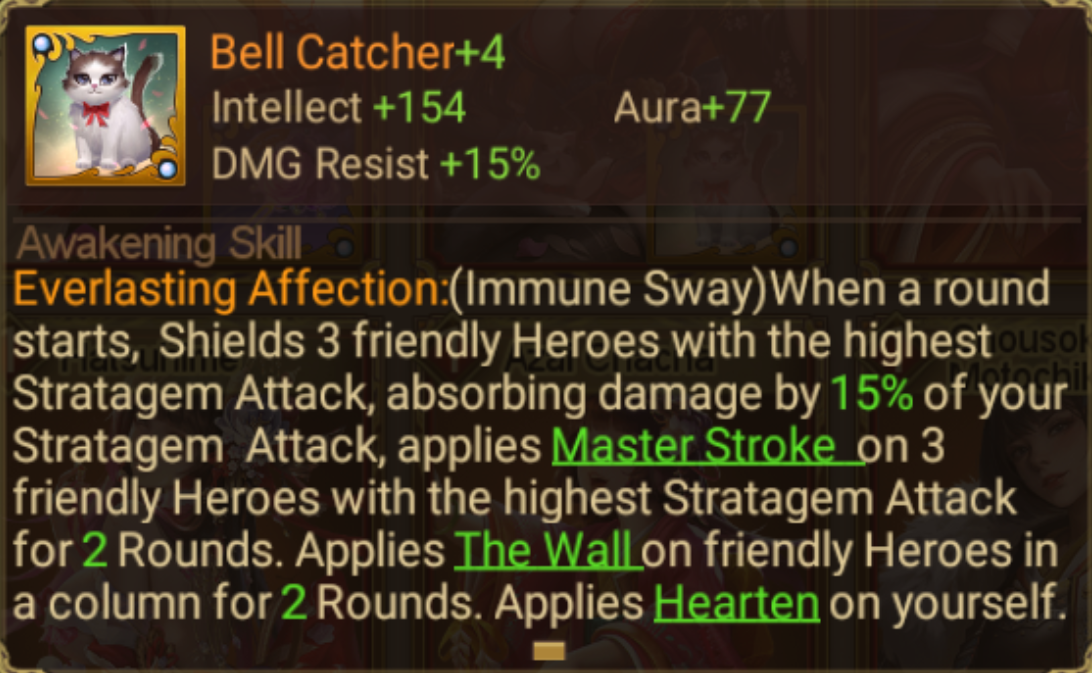 Bell Catcher+4
Intellect +154 Aura+77
DMG Resist +15%
Awakening Skill
Everlasting Affection:(Immune Sway)When a round
starts, Shields 3 friendly Heroes with the highest
Stratagem Attack, absorbing damage by 15% of your
Stratagem Attack, applies Master Stroke on 3
friendly Heroes with the highest Stratagem Attack
for 2 Rounds. Applies The Wall on friendly Heroes in
a column for 2 Rounds. Applies Hearten on yourself.